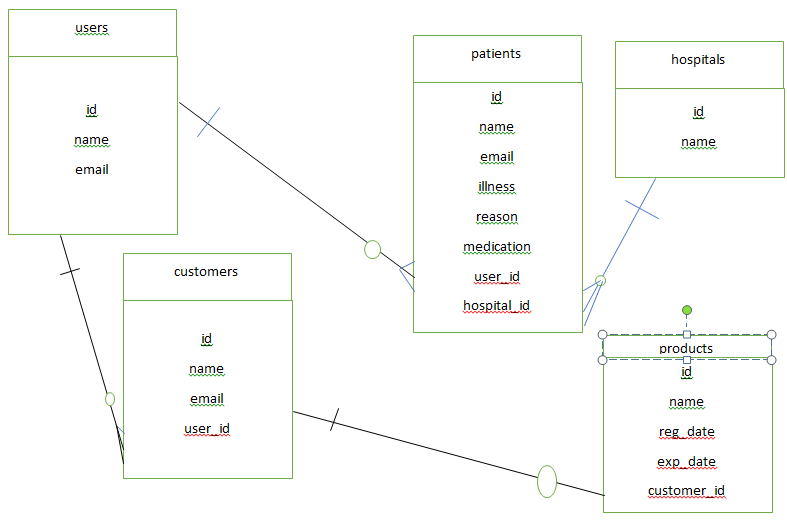 users
id
name
email
customers
id
name
email
user_id
patients
id
name
email
illness
reason
medication
user_id
hospital_id
hospitals
id
name
products
id
name
reg_date
exp_date
customer_id